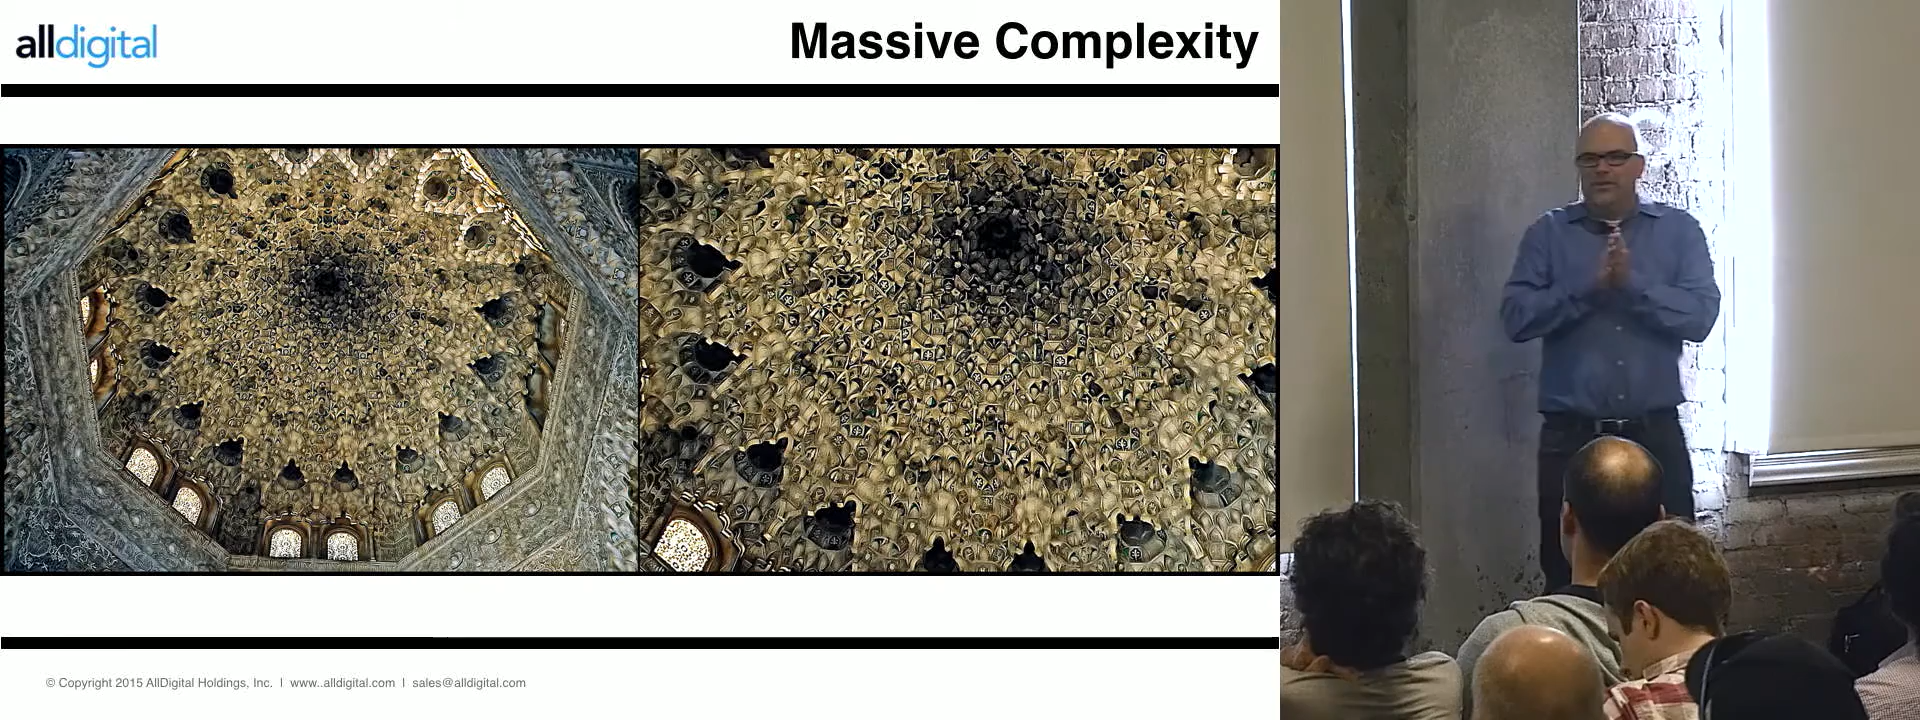 alldigital
Massive Complexity
© Copyright 2015 AllDigital Holdings, Inc. | www..alldigital.com | sales@alldigital.com